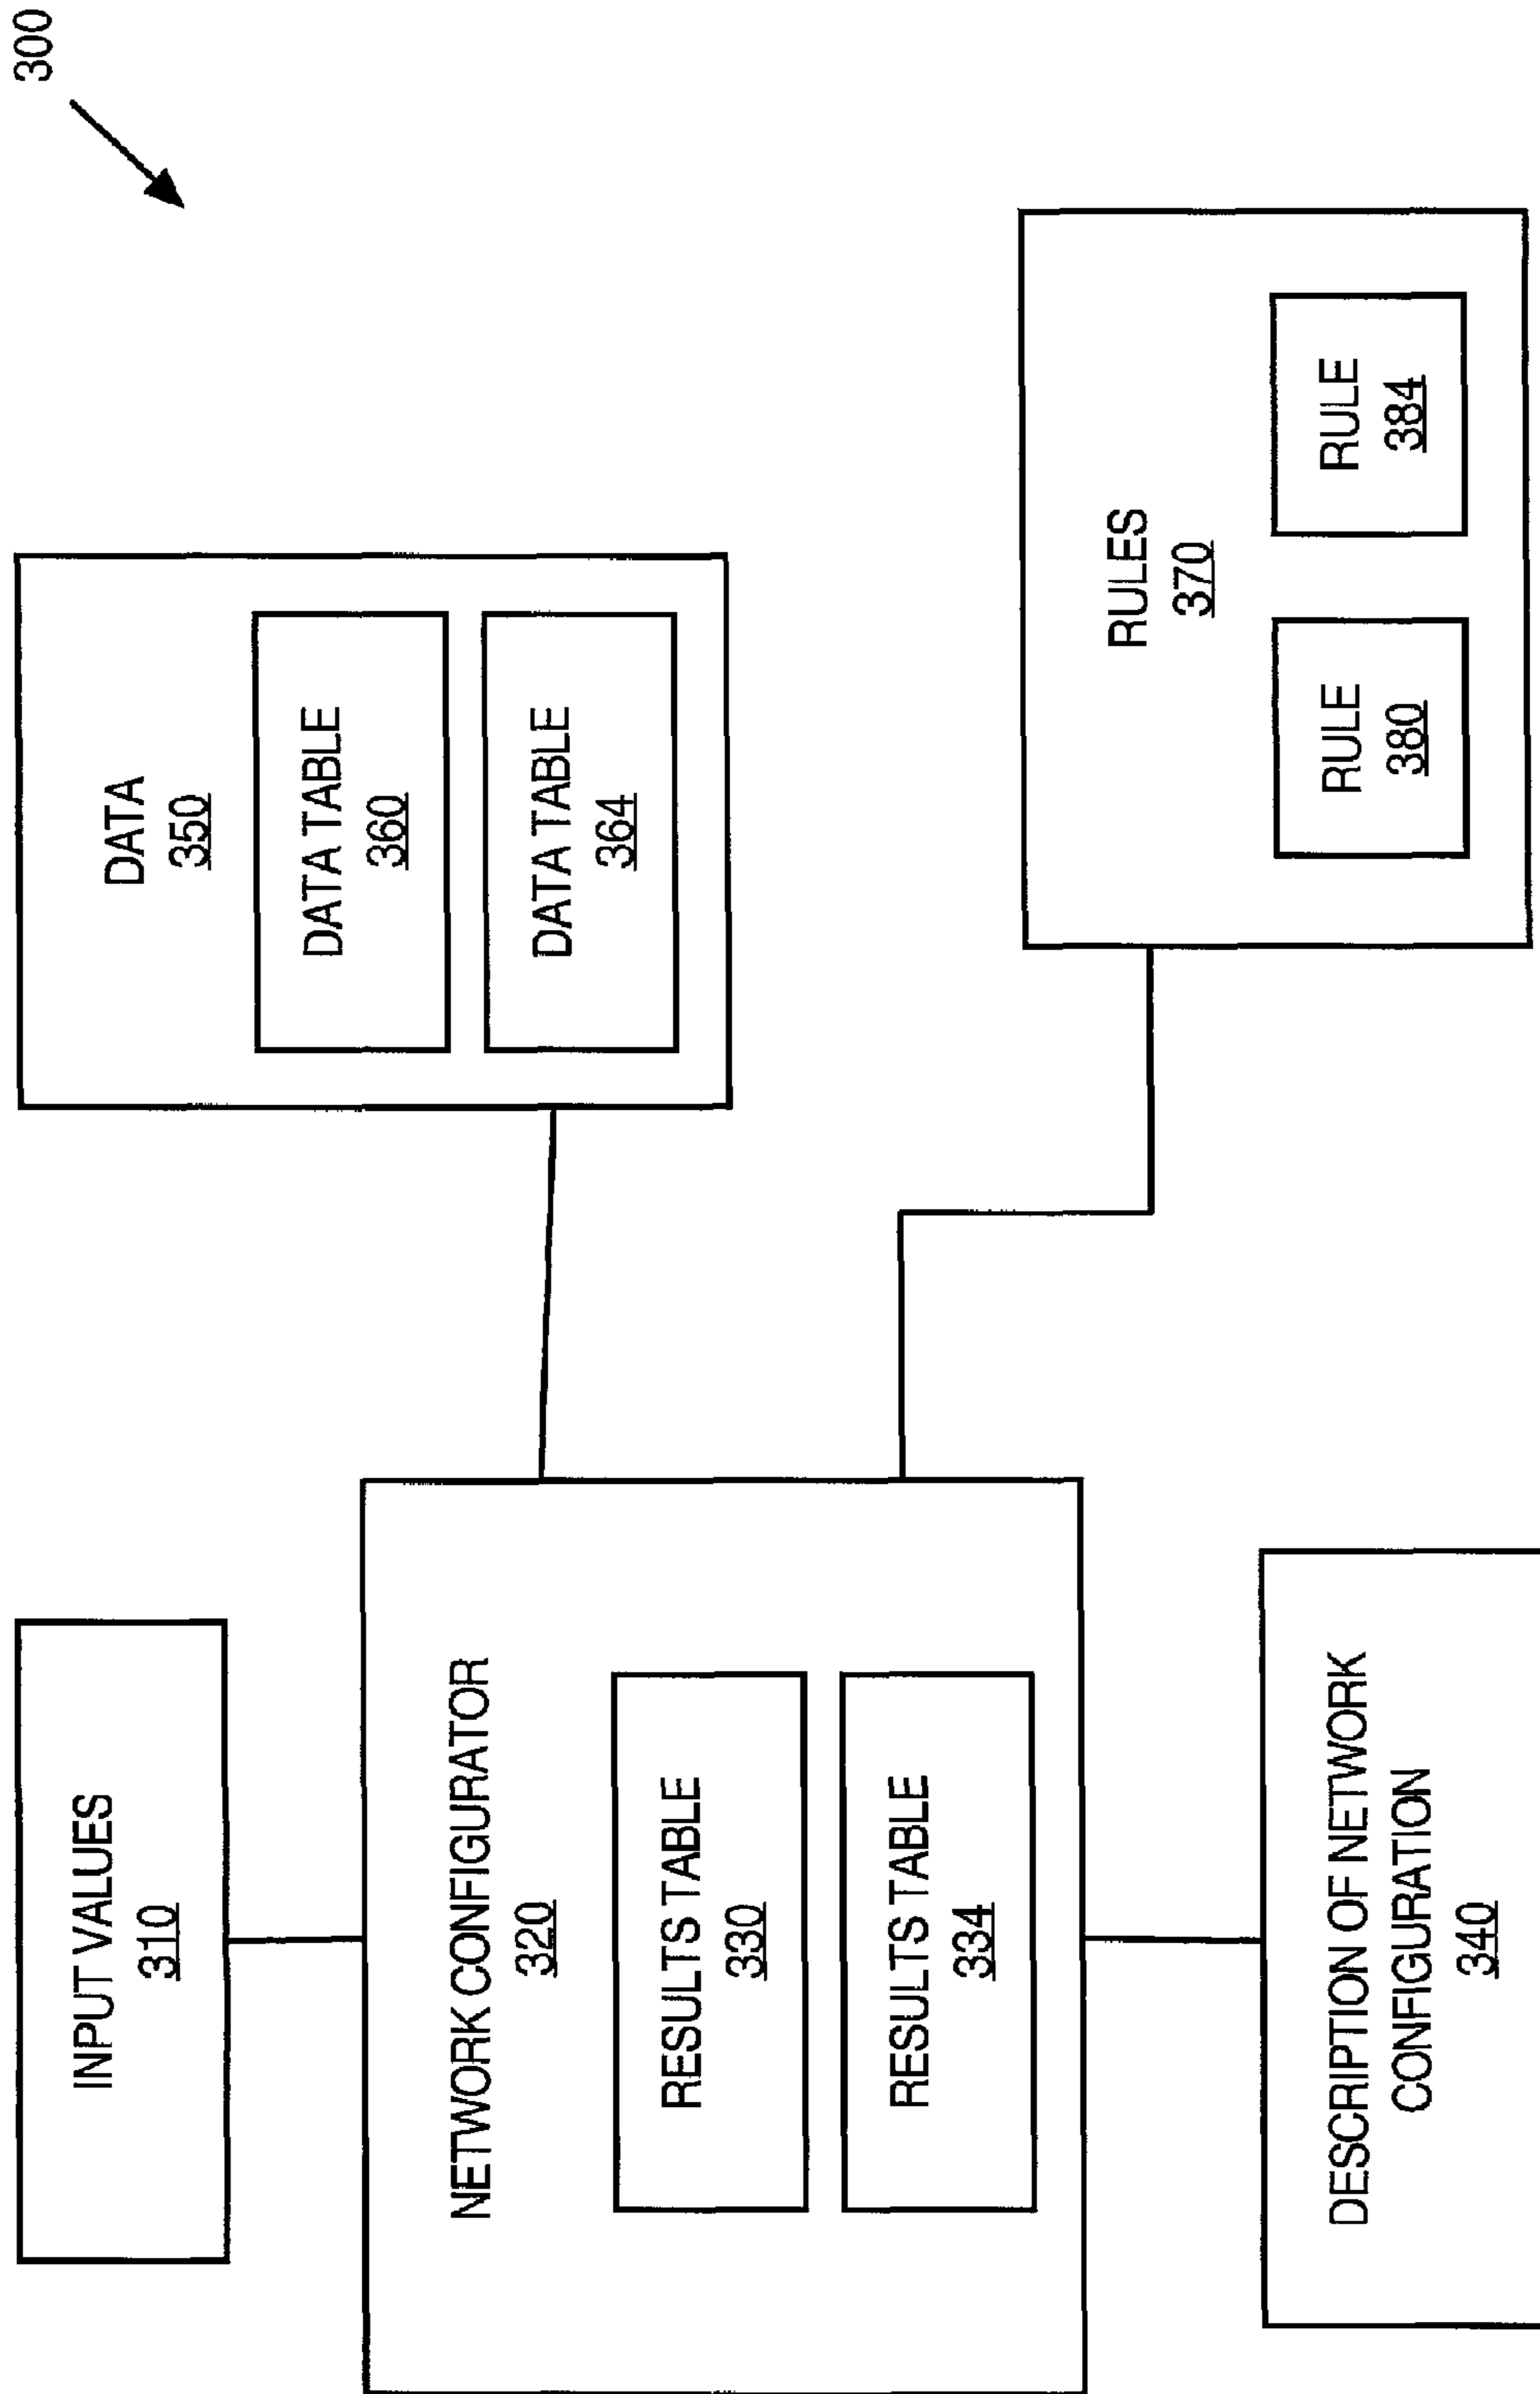 300
INPUT VALUES
310
NETWORK CONFIGURATOR
320
RESULTS TABLE
330
RESULTS TABLE
334
DESCRIPTION OF NETWORK
CONFIGURATION
340
DATA
350
DATA TABLE
360
DATA TABLE
364
RULES
370
RULE
380
RULE
384